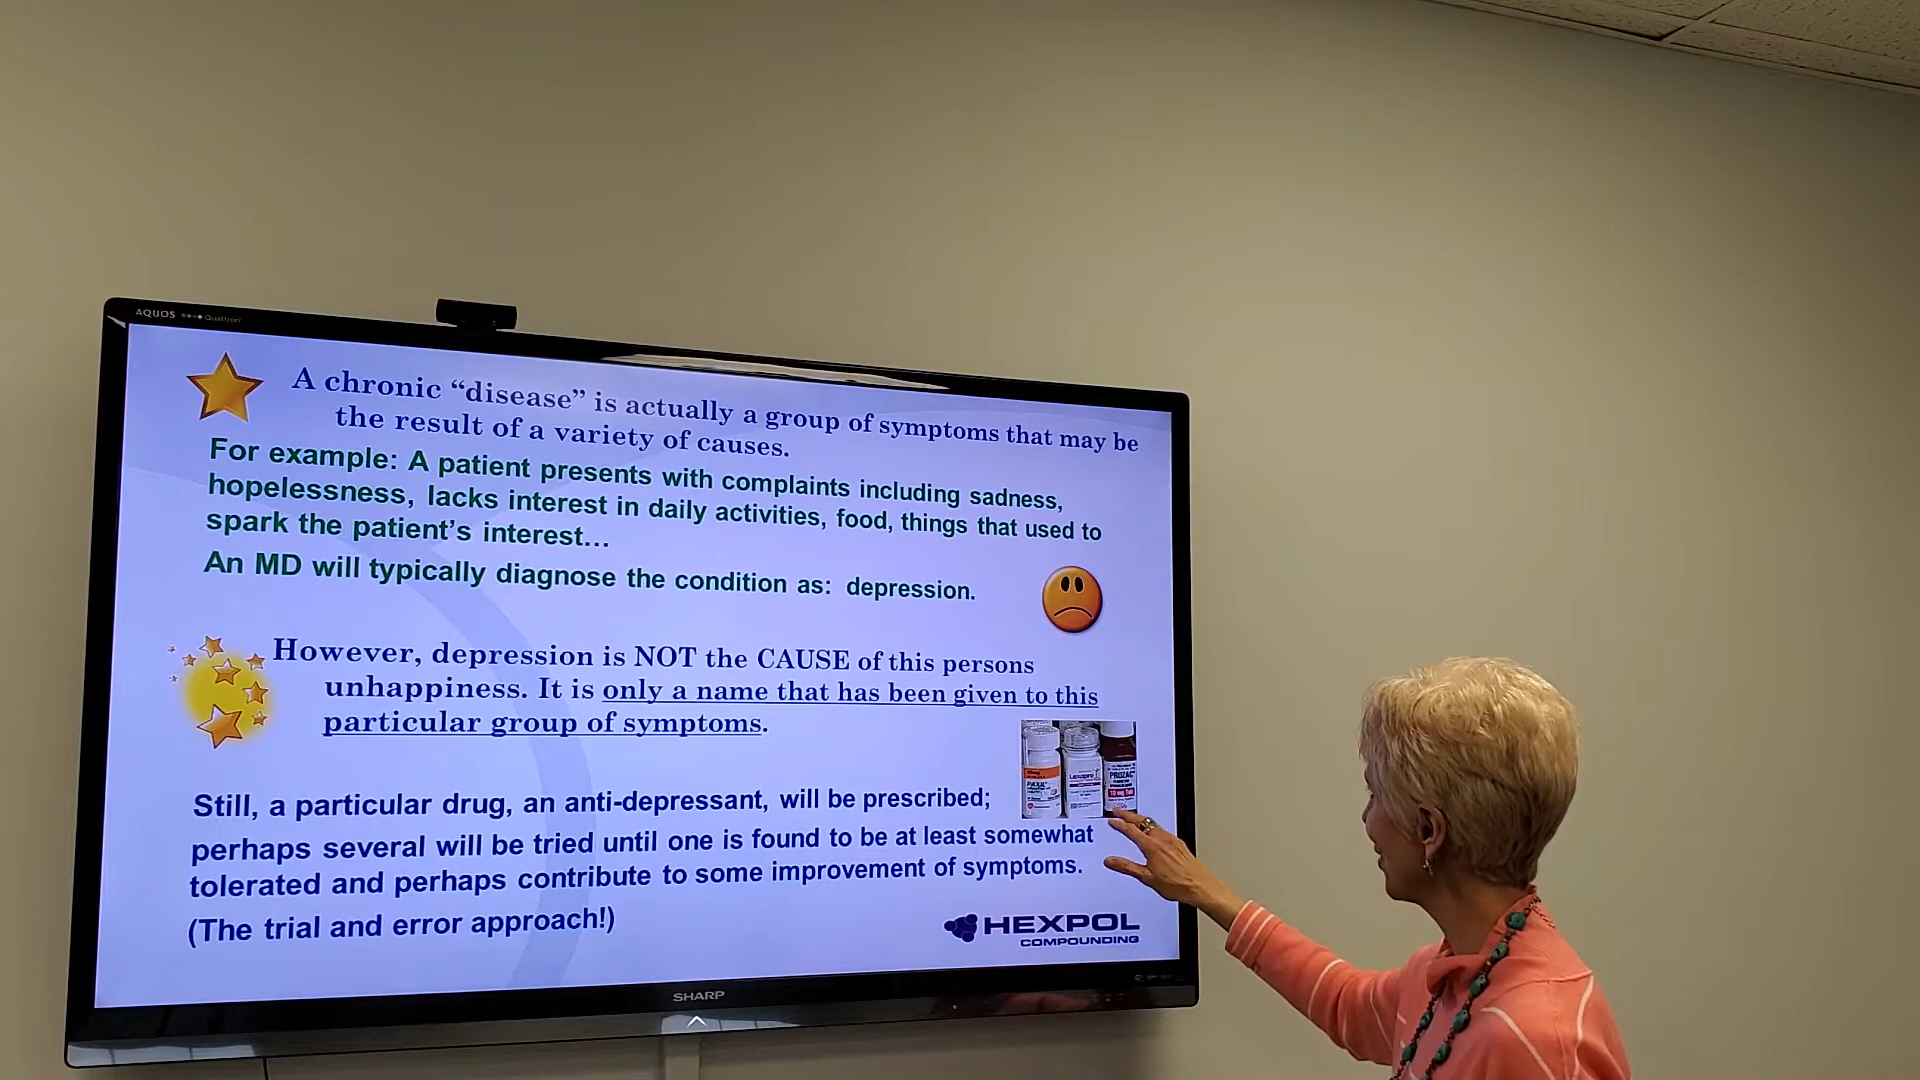 AQUOS Quattron
A chronic “disease” is actually a group of symptoms that may be
the result of a variety of causes.
For example: A patient presents with complaints including sadness,
hopelessness, lacks interest in daily activities, food, things that used to
spark the patient’s interest...
An MD will typically diagnose the condition as: depression.
However, depression is NOT the CAUSE of this persons
unhappiness. It is only a name that has been given to this
particular group of symptoms.
PAXIL
Lexapro
PROZAC
10 mg
Still, a particular drug, an anti-depressant, will be prescribed;
perhaps several will be tried until one is found to be at least somewhat
tolerated and perhaps contribute to some improvement of symptoms.
(The trial and error approach!)
HEXPOL
COMPOUNDING
SHARP